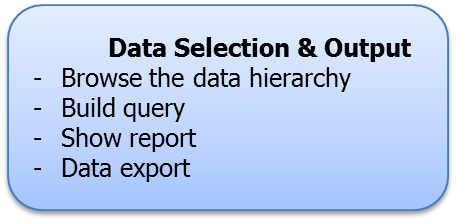 Data Selection & Output
- Browse the data hierarchy
- Build query
- Show report
- Data export